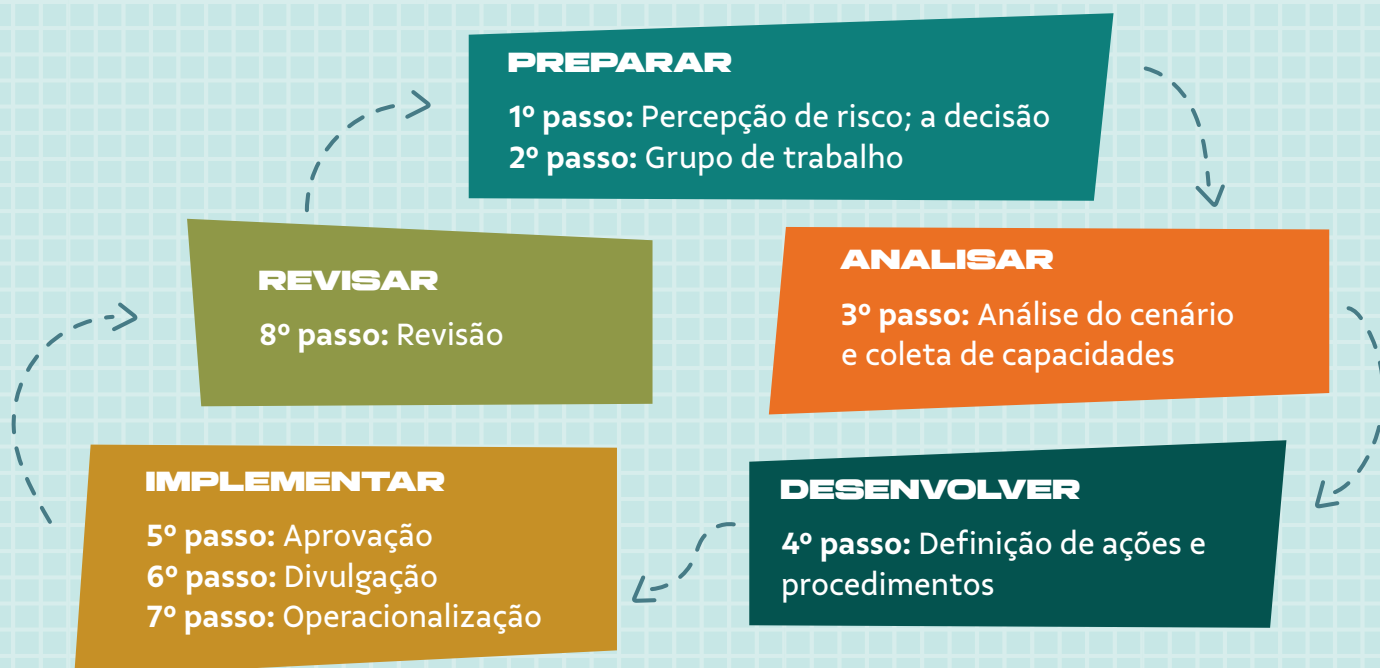 PREPARAR
1º passo: Percepção de risco; a decisão
2º passo: Grupo de trabalho
ANALISAR
3º passo: Análise do cenário
e coleta de capacidades
DESENVOLVER
4º passo: Definição de ações e
procedimentos
IMPLEMENTAR
5º passo: Aprovação
6º passo: Divulgação
7º passo: Operacionalização
REVISAR
8º passo: Revisão